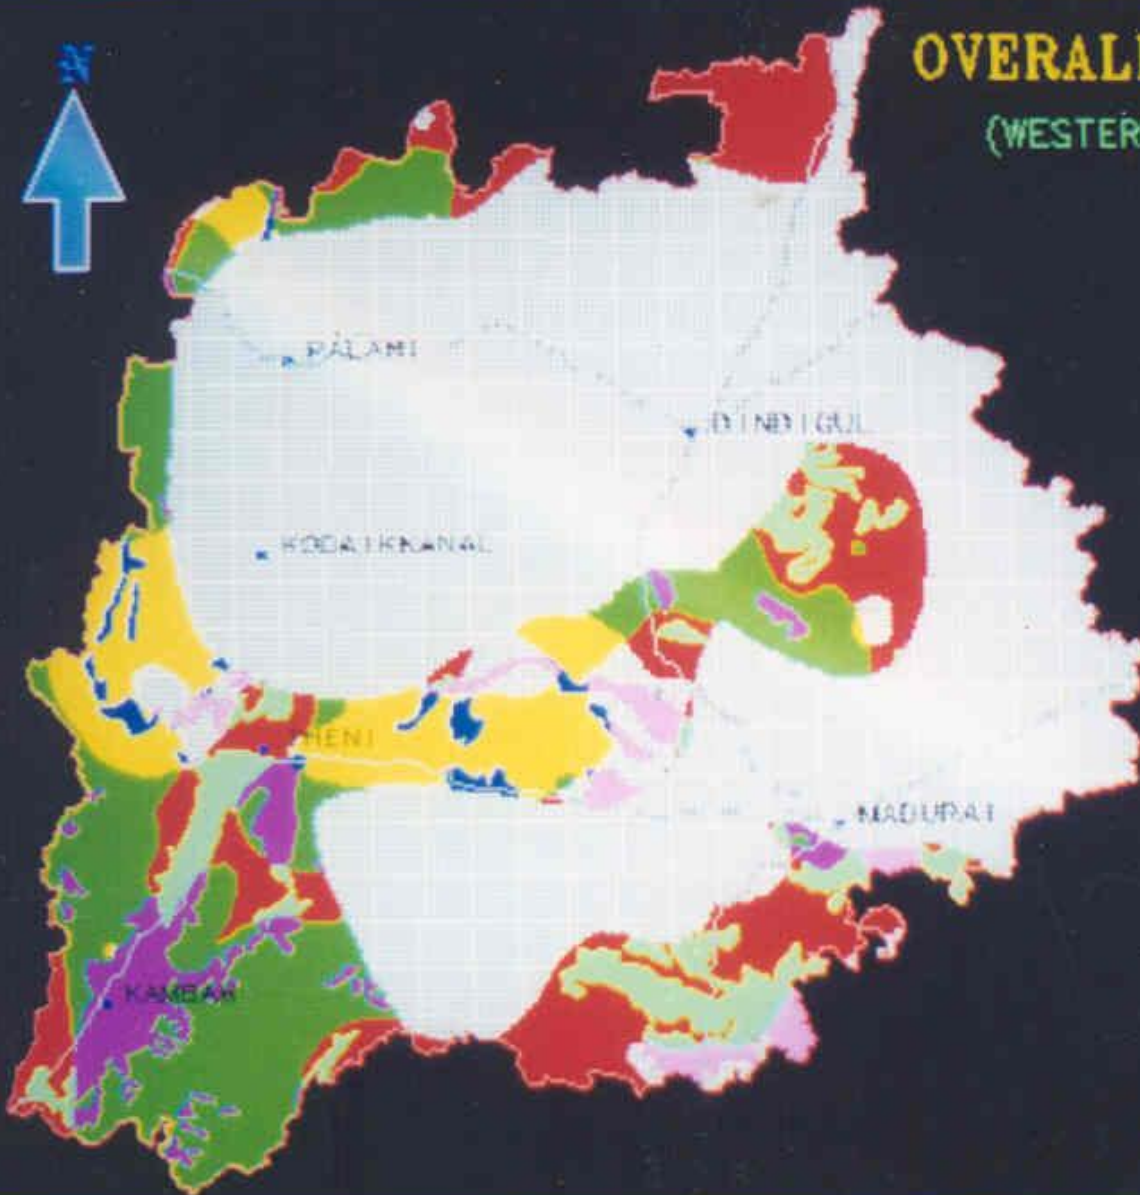 N
OVERALL
(WESTER
PALANI
DINDIGUL
KODAIKKANAL
THENI
MADURAI
KAMBAM